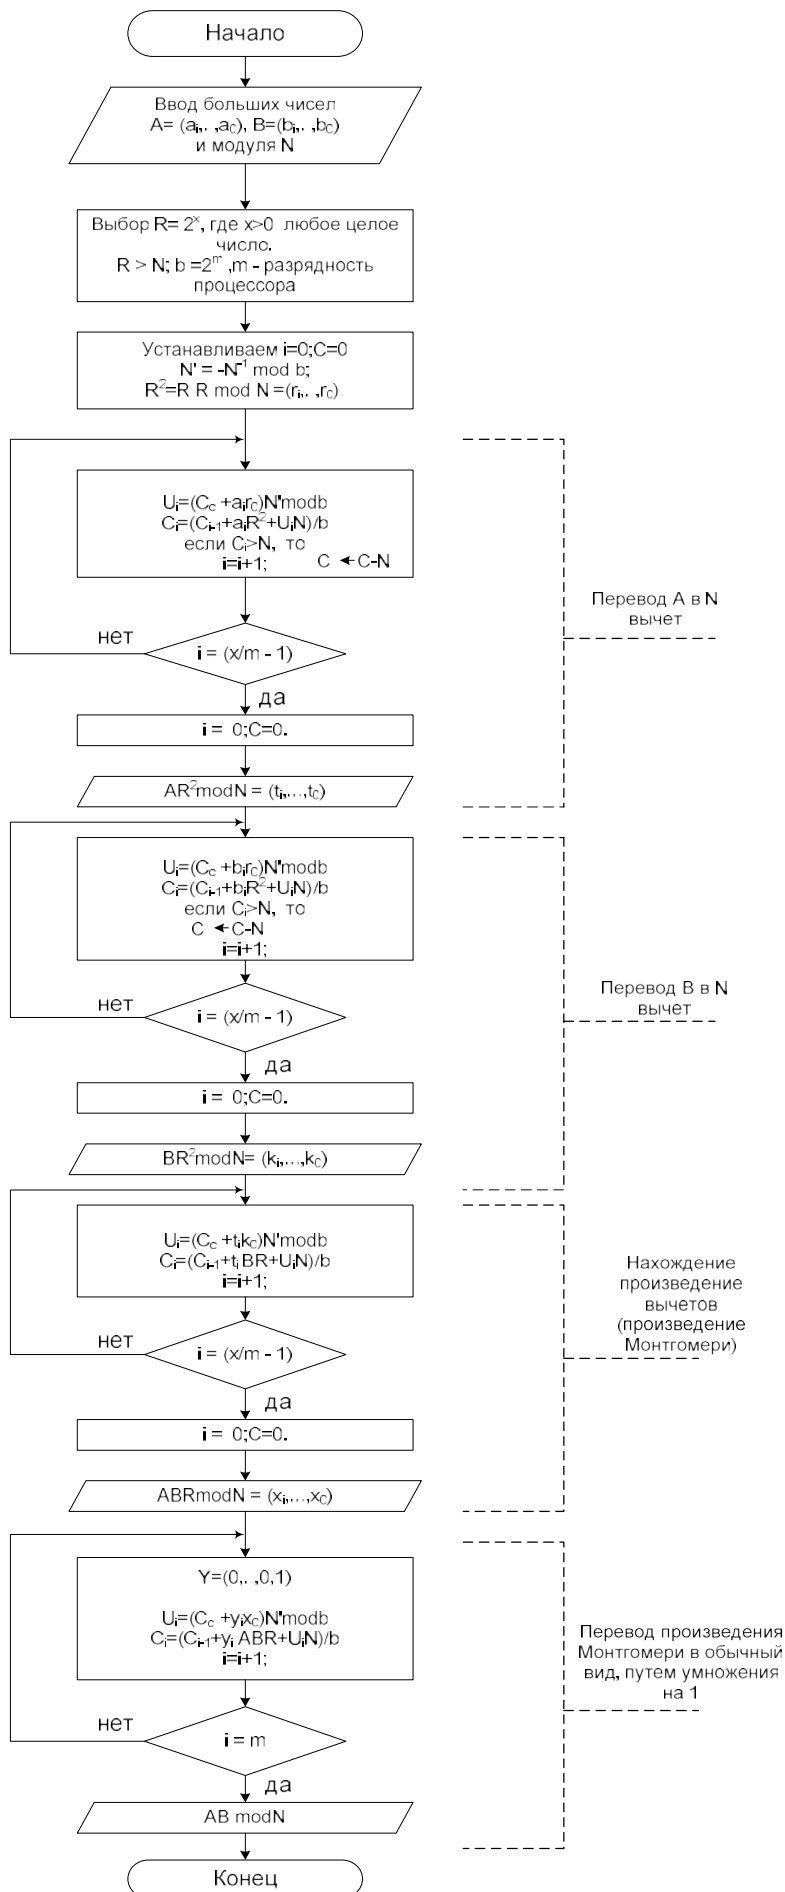 Начало
Ввод больших чисел
A= (aᵢ,. .,a₀), B=(bᵢ,. .,b₀)
и модуля N
Выбор R= 2ˣ, где x>0 любое целое
число.
R > N; b =2ᵐ ,m - разрядность
процессора
Устанавливаем i=0;C=0
N' = -N⁻¹ mod b;
R²=R R mod N =(rᵢ,. .,r₀).
Uᵢ=(C꜀ +aᵢr₀)N'modb
Cᵢ=(Cᵢ₋₁+aᵢR²+UᵢN)/b
если Cᵢ>N, то
i=i+1; C ← C-N
Перевод А в N
вычет
нет
i = (x/m - 1)
да
i = 0;C=0.
AR²modN = (tᵢ,...,t₀)
Uᵢ=(C꜀ +bᵢr₀)N'modb
Cᵢ=(Cᵢ₋₁+bᵢR²+UᵢN)/b
если Cᵢ>N, то
C ← C-N
i=i+1;
Перевод В в N
вычет
нет
i = (x/m - 1)
да
i = 0;C=0.
BR²modN= (kᵢ,...,k₀)
Uᵢ=(C꜀ +tᵢk₀)N'modb
Cᵢ=(Cᵢ₋₁+tᵢ BR+UᵢN)/b
i=i+1;
Нахождение
произведение
вычетов
(произведение
Монтгомери)
нет
i = (x/m - 1)
да
i = 0;C=0.
ABRmodN = (xᵢ,...,x₀)
Y=(0,. .,0,1)
Uᵢ=(C꜀ +yᵢx₀)N'modb
Cᵢ=(Cᵢ₋₁+yᵢ ABR+UᵢN)/b
i=i+1;
Перевод произведения
Монтгомери в обычный
вид, путем умножения
на 1
нет
i = m
да
AB modN
Конец